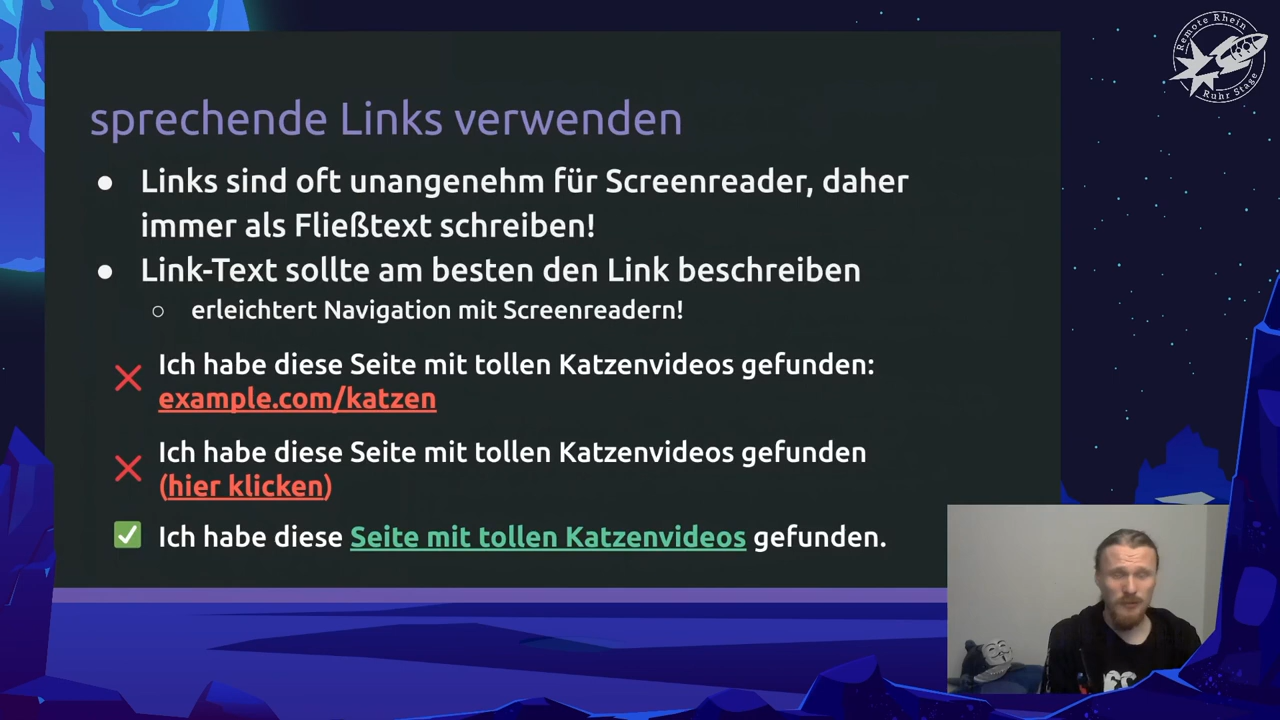 Remote Rhein
Ruhr Stage
sprechende Links verwenden
● Links sind oft unangenehm für Screenreader, daher
immer als Fließtext schreiben!
● Link-Text sollte am besten den Link beschreiben
○ erleichtert Navigation mit Screenreadern!
❌ Ich habe diese Seite mit tollen Katzenvideos gefunden:
example.com/katzen
❌ Ich habe diese Seite mit tollen Katzenvideos gefunden
(hier klicken)
✅ Ich habe diese Seite mit tollen Katzenvideos gefunden.